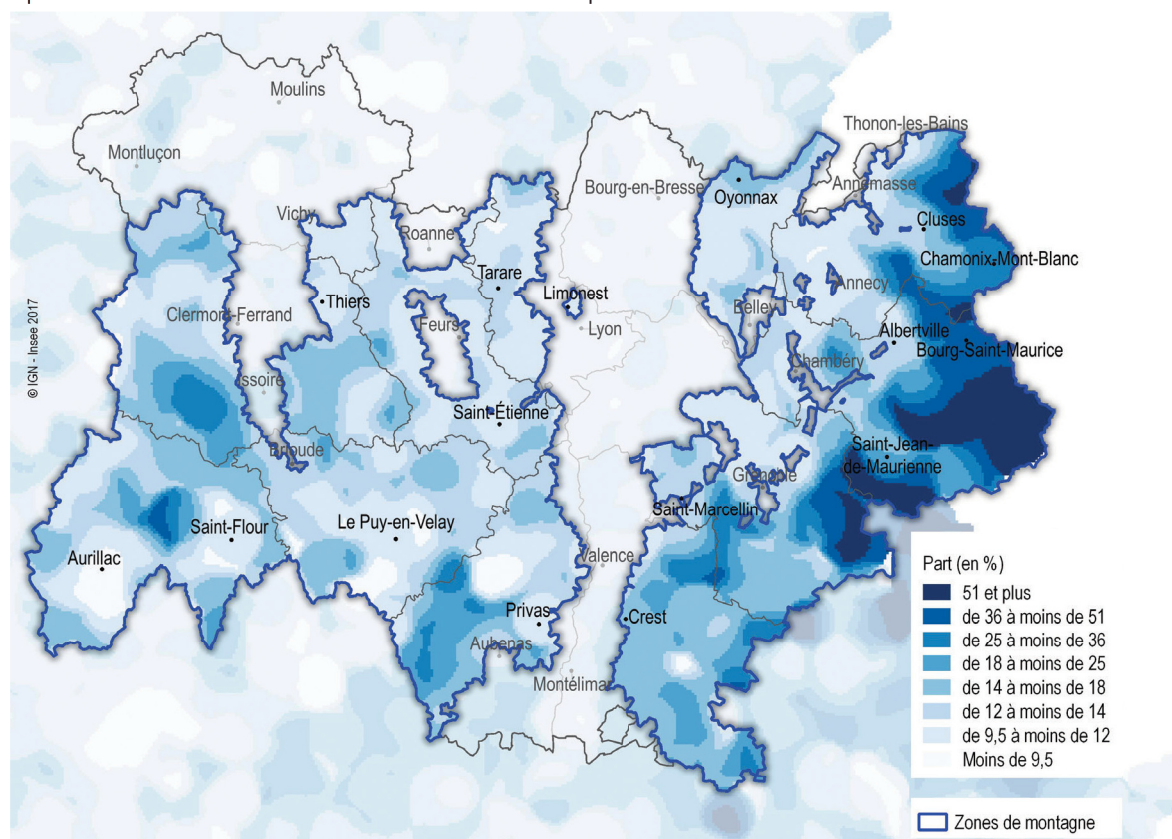 Moulins
Montluçon
Thonon-les-Bains
Annemasse
Bourg-en-Bresse
Oyonnax
Vichy
Roanne
Cluses
Chamonix-Mont-Blanc
Tarare
Annecy
Thiers
Limonest
Belley
© IGN - Insee 2017
Clermont-Ferrand
Feurs
Lyon
Albertville
Bourg-Saint-Maurice
Chambéry
Issoire
Saint-Étienne
Brioude
Saint-Jean-
de-Maurienne
Grenoble
Saint-Marcellin
Saint-Flour
Le Puy-en-Velay
Aurillac
Valence
Privas
Crest
Aubenas
Montélimar
Part (en %)
51 et plus
de 36 à moins de 51
de 25 à moins de 36
de 18 à moins de 25
de 14 à moins de 18
de 12 à moins de 14
de 9,5 à moins de 12
Moins de 9,5
Zones de montagne